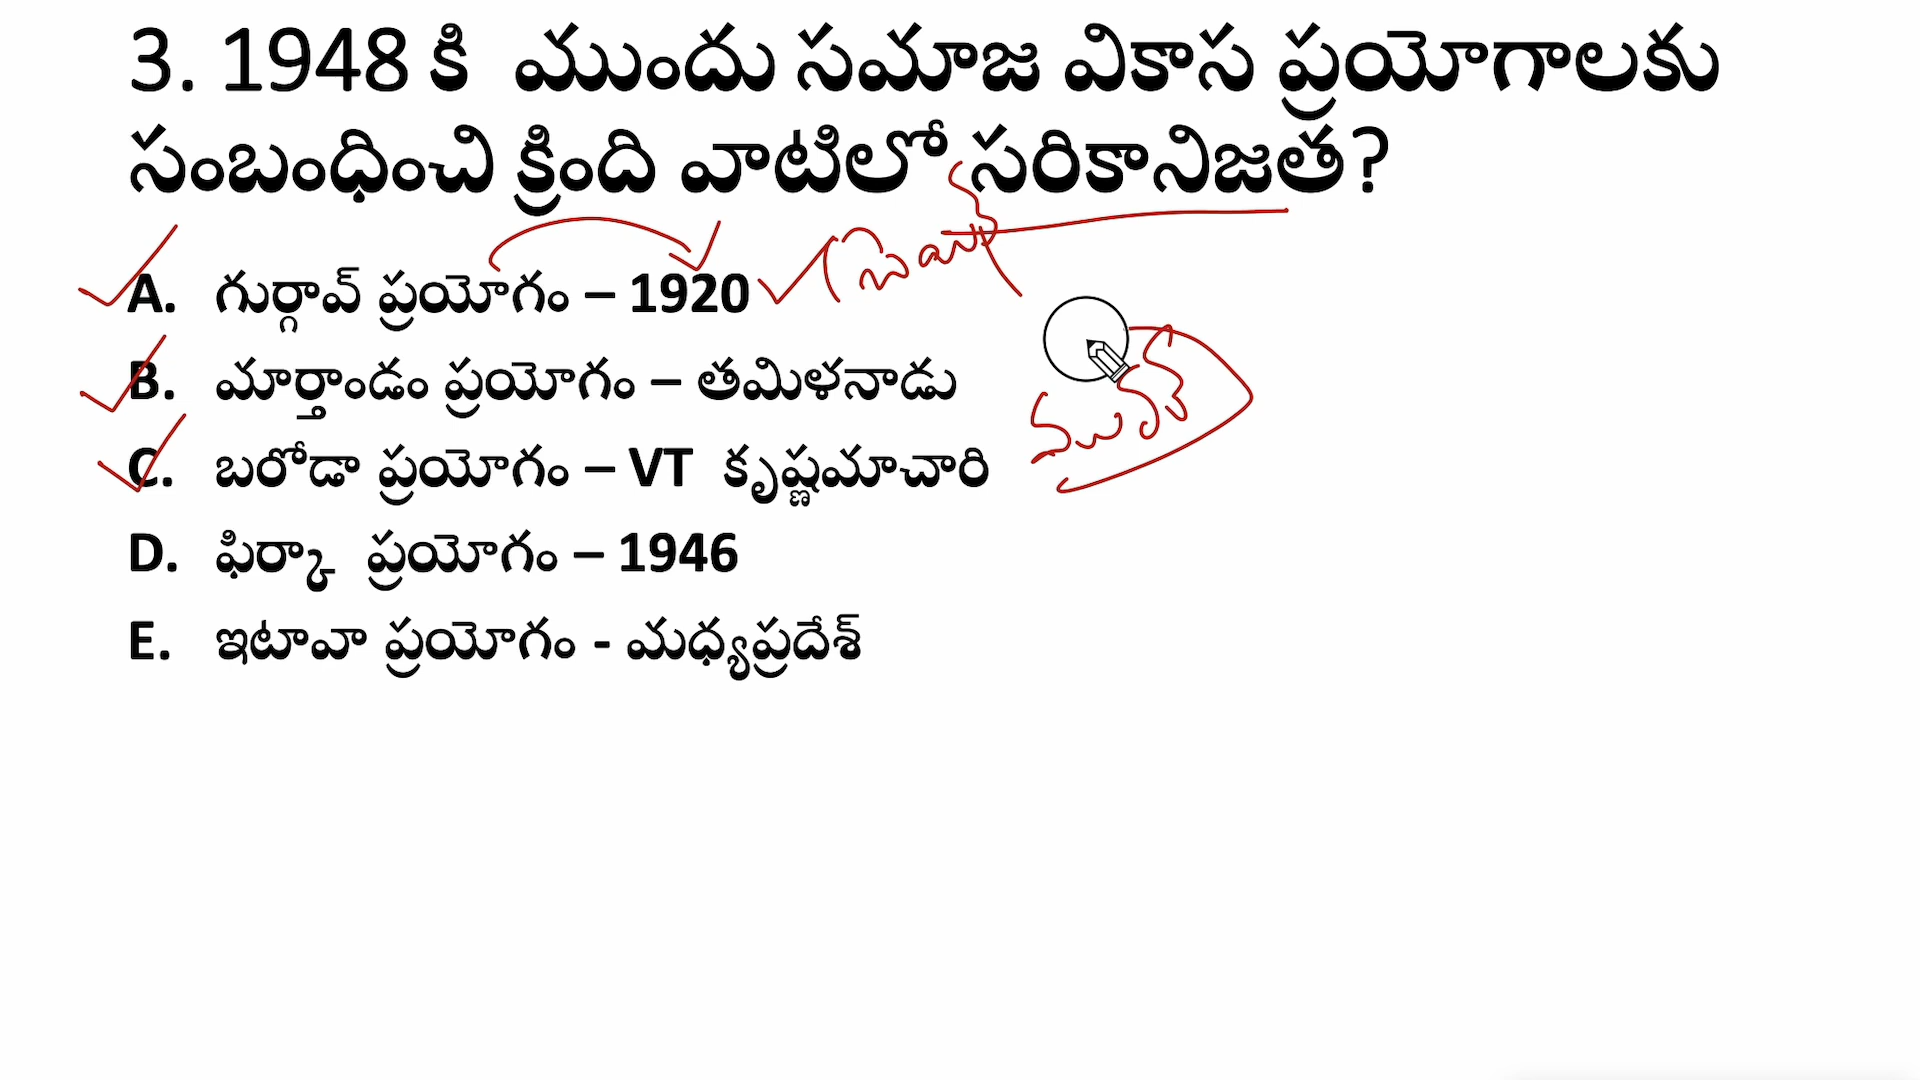 3. 1948 కి ముందు సమాజ వికాస ప్రయోగాలకు
సంబంధించి క్రింది వాటిలో సరికానిజత?
A. గుర్గావ్ ప్రయోగం – 1920
B. మార్తాండం ప్రయోగం – తమిళనాడు
C. బరోడా ప్రయోగం – VT కృష్ణమాచారి
D. ఫిర్కా ప్రయోగం – 1946
E. ఇటావా ప్రయోగం - మధ్యప్రదేశ్